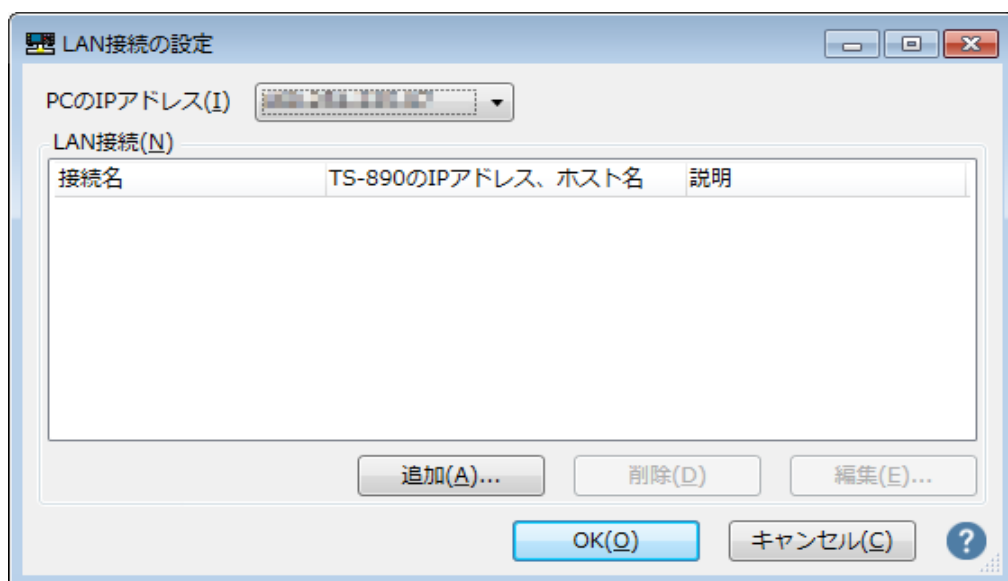 LAN接続の設定
PCのIPアドレス(I)
LAN接続(N)
接続名 TS-890のIPアドレス、ホスト名 説明
追加(A)... 削除(D) 編集(E)...
OK(O) キャンセル(C) ?